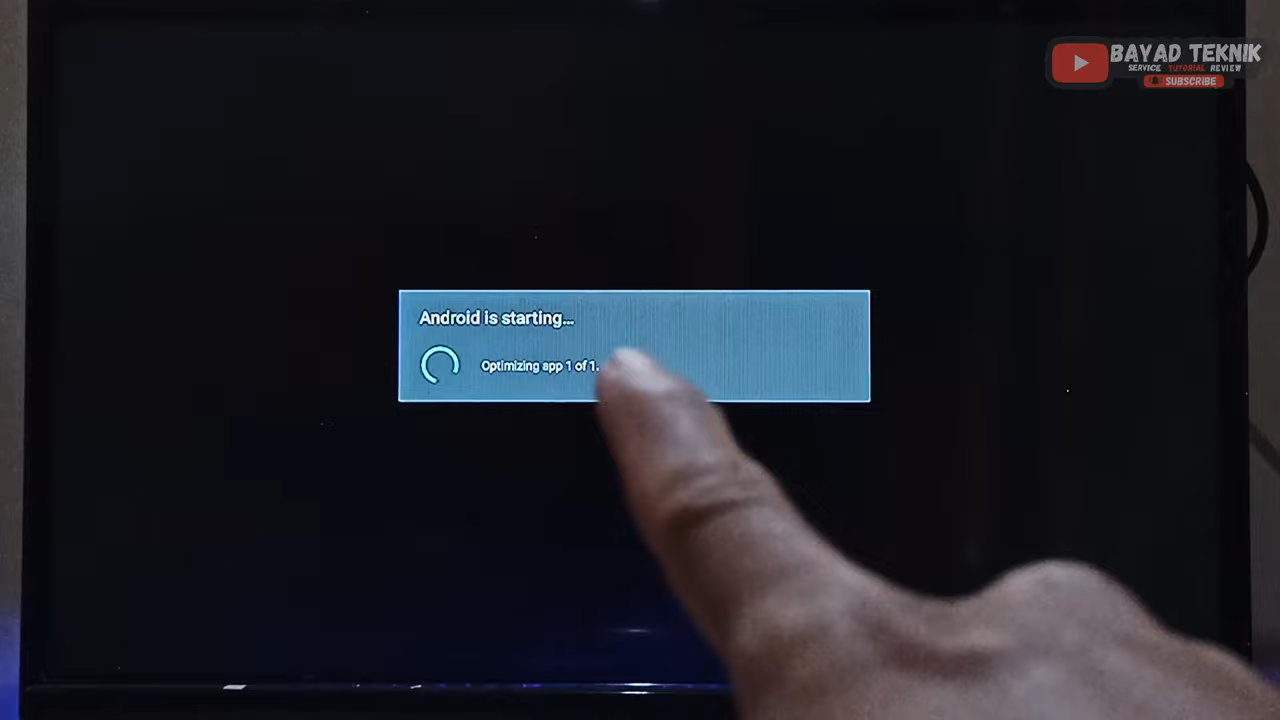 BAYAD TEKNIK
SERVICE TUTORIAL REVIEW
SUBSCRIBE
Android is starting...
Optimizing app 1 of 1.